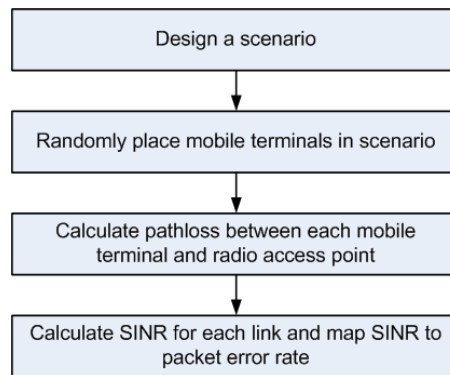 Design a scenario
Randomly place mobile terminals in scenario
Calculate pathloss between each mobile
terminal and radio access point
Calculate SINR for each link and map SINR to
packet error rate